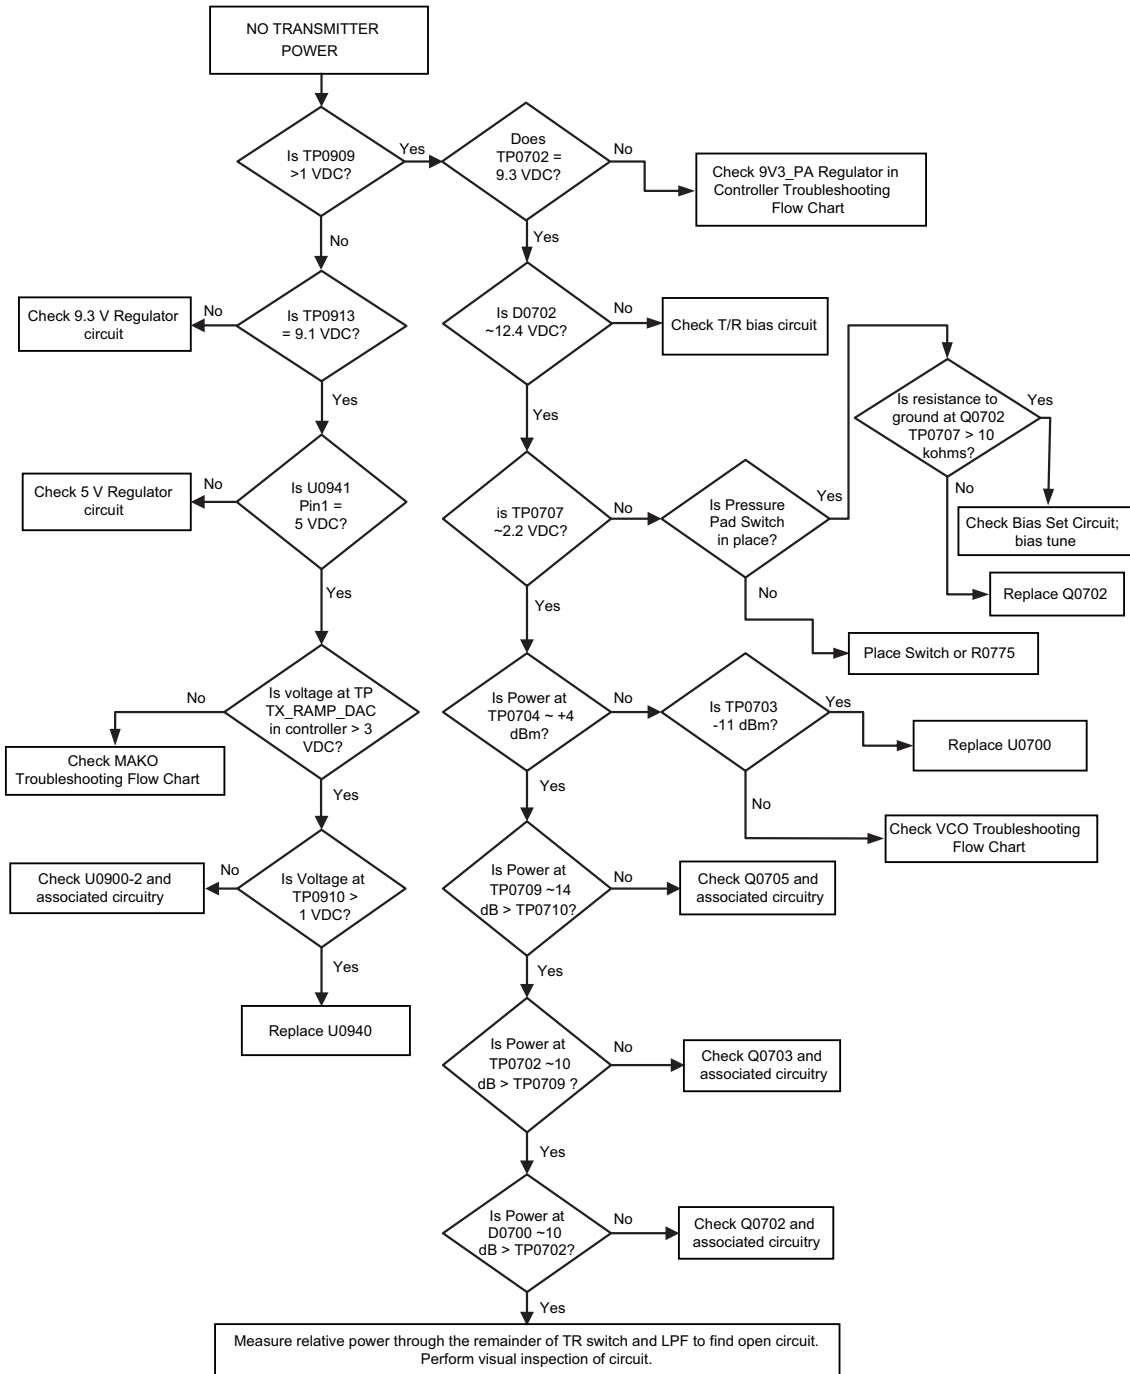 NO TRANSMITTER
POWER
Is TP0909
>1 VDC?
Yes
Does
TP0702 =
9.3 VDC?
No
Check 9V3_PA Regulator in
Controller Troubleshooting
Flow Chart
No
Yes
Check 9.3 V Regulator
circuit
No
Is TP0913
= 9.1 VDC?
Is D0702
~12.4 VDC?
No
Check T/R bias circuit
Yes
Yes
Is resistance to
ground at Q0702
TP0707 > 10
kohms?
Yes
No
Check Bias Set Circuit;
bias tune
Replace Q0702
Check 5 V Regulator
circuit
No
Is U0941
Pin1 =
5 VDC?
is TP0707
~2.2 VDC?
No
Is Pressure
Pad Switch
in place?
Yes
No
Place Switch or R0775
Yes
Yes
No
Is voltage at TP
TX_RAMP_DAC
in controller > 3
VDC?
Check MAKO
Troubleshooting Flow Chart
Is Power at
TP0704 ~ +4
dBm?
No
Is TP0703
-11 dBm?
Yes
Replace U0700
No
Check VCO Troubleshooting
Flow Chart
Yes
Yes
Check U0900-2 and
associated circuitry
No
Is Voltage at
TP0910 >
1 VDC?
Is Power at
TP0709 ~14
dB > TP0710?
No
Check Q0705 and
associated circuitry
Yes
Yes
Replace U0940
Is Power at
TP0702 ~10
dB > TP0709 ?
No
Check Q0703 and
associated circuitry
Yes
Is Power at
D0700 ~10
dB > TP0702?
No
Check Q0702 and
associated circuitry
Yes
Measure relative power through the remainder of TR switch and LPF to find open circuit.
Perform visual inspection of circuit.